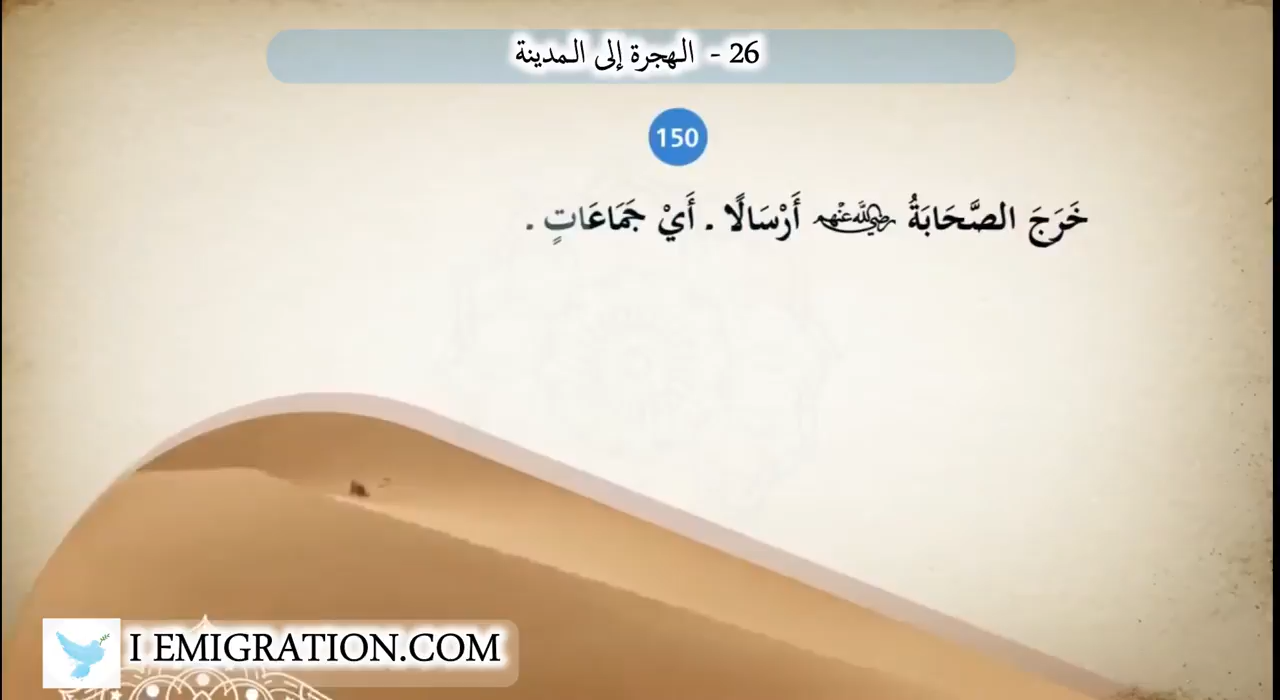 26 - الهجرة إلى المدينة
150
خَرَجَ الصَّحَابَةُ رضي الله عنهم أَرْسَالًا . أَيْ جَمَاعَاتٍ .
I EMIGRATION.COM